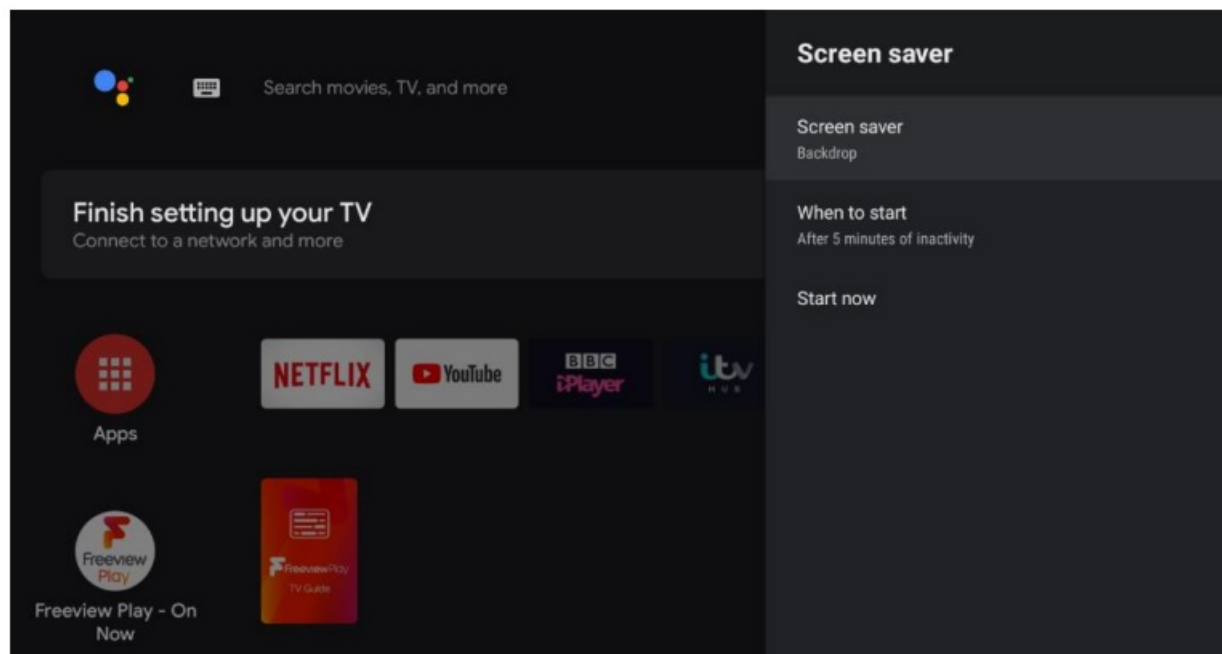 Search movies, TV, and more
Finish setting up your TV
Connect to a network and more
NETFLIX
YouTube
BBC
iPlayer
itv
HUB
Apps
Freeview
Play
Freeview Play - On
Now
FreeviewPlay
TV Guide
Screen saver
Screen saver
Backdrop
When to start
After 5 minutes of inactivity
Start now